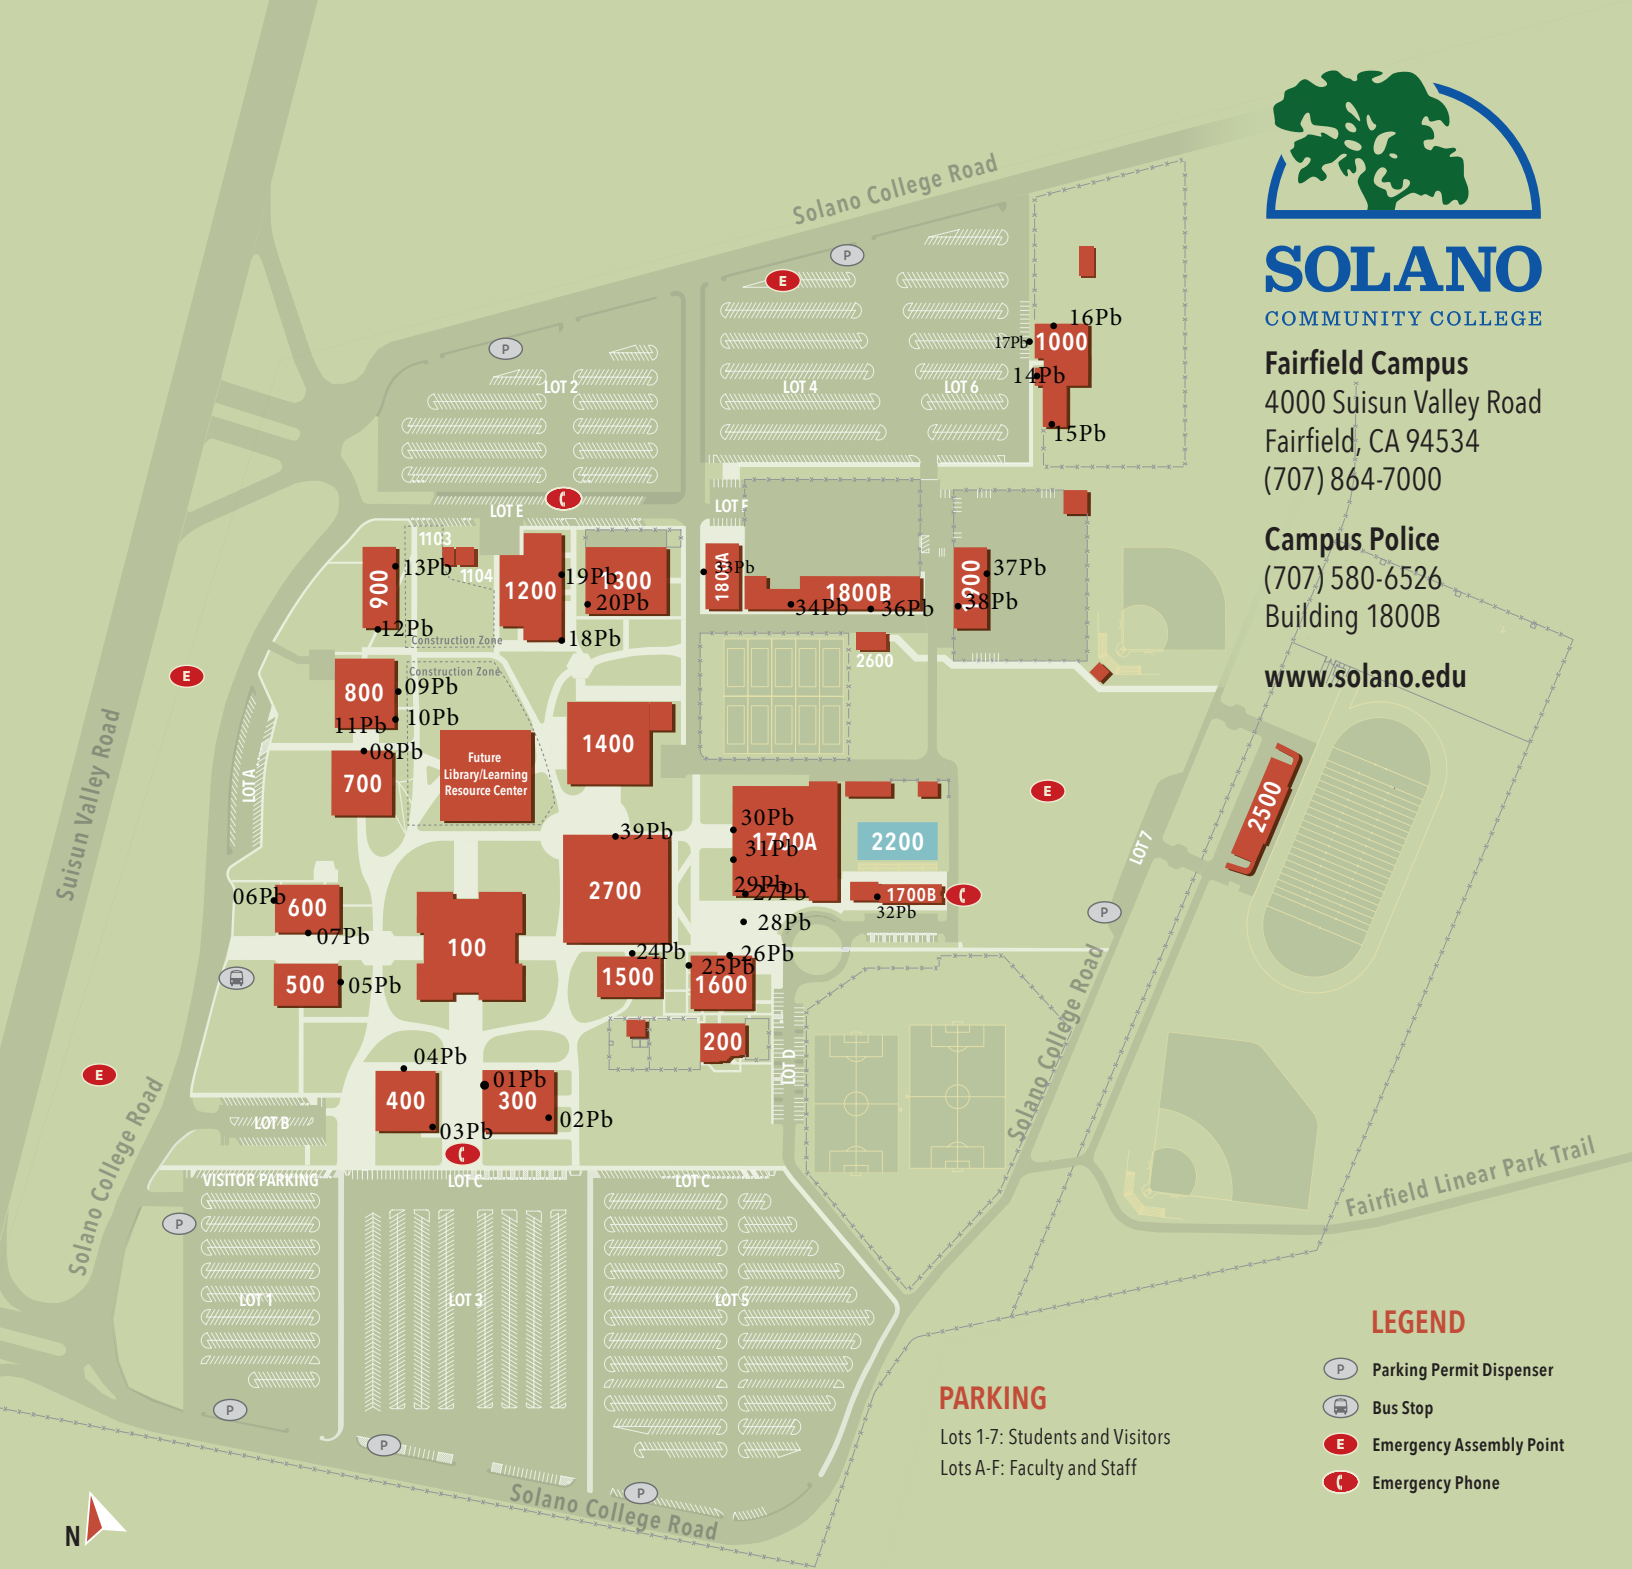 Solano College Road
P
E
P
LOT 2
LOT 4
LOT 6
16Pb
17Pb
1000
14Pb
15Pb
SOLANO
COMMUNITY COLLEGE
Fairfield Campus
4000 Suisun Valley Road
Fairfield, CA 94534
(707) 864-7000
Campus Police
(707) 580-6526
Building 1800B
www.solano.edu
LOT E
LOT F
1103
1104
13Pb
900
12Pb
1200
19Pb
1300
20Pb
18Pb
Construction Zone
Construction Zone
1800A
33Pb
1800B
34Pb
36Pb
1900
37Pb
38Pb
2600
E
800
09Pb
10Pb
11Pb
08Pb
700
LOT A
Suisun Valley Road
Future
Library/Learning
Resource Center
1400
39Pb
2700
30Pb
1700A
31Pb
29Pb
27Pb
28Pb
2200
1700B
32Pb
E
LOT 7
2500
P
06Pb
600
07Pb
100
500
05Pb
24Pb
1500
26Pb
25Pb
1600
200
LOT D
Solano College Road
E
04Pb
400
03Pb
01Pb
300
02Pb
LOT B
Solano College Road
VISITOR PARKING
LOT C
LOT C
P
LOT 1
LOT 3
LOT 5
Fairfield Linear Park Trail
P
P
P
Solano College Road
N
PARKING
Lots 1-7: Students and Visitors
Lots A-F: Faculty and Staff
LEGEND
P Parking Permit Dispenser
Bus Stop
E Emergency Assembly Point
Emergency Phone